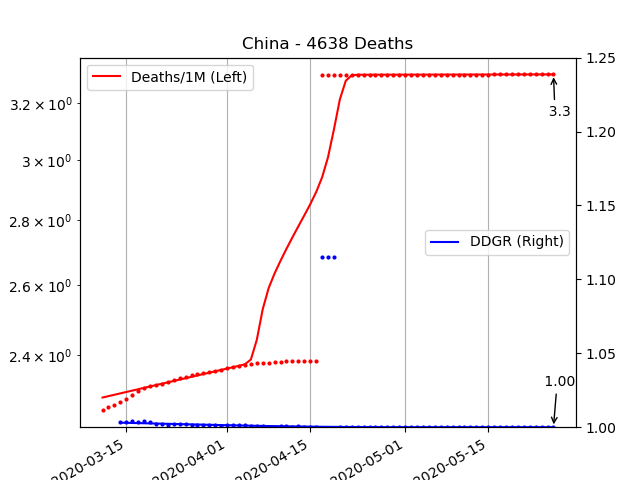 China - 4638 Deaths
Deaths/1M (Left)
DDGR (Right)
3.2 × 10⁰
3 × 10⁰
2.8 × 10⁰
2.6 × 10⁰
2.4 × 10⁰
1.25
1.20
1.15
1.10
1.05
1.00
3.3
1.00
2020-03-15
2020-04-01
2020-04-15
2020-05-01
2020-05-15